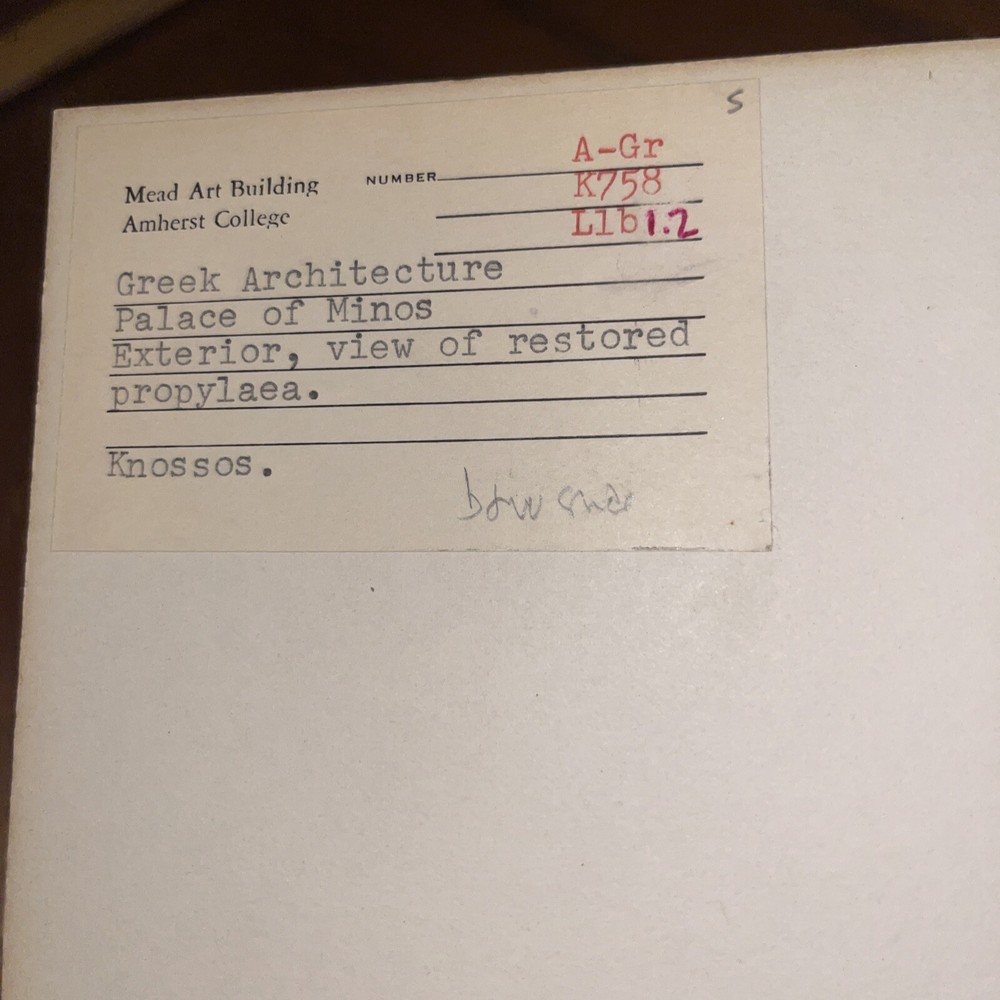 S
A-Gr
Mead Art Building NUMBER K758
Amherst College L1b1.2
Greek Architecture
Palace of Minos
Exterior, view of restored
propylaea.
Knossos.